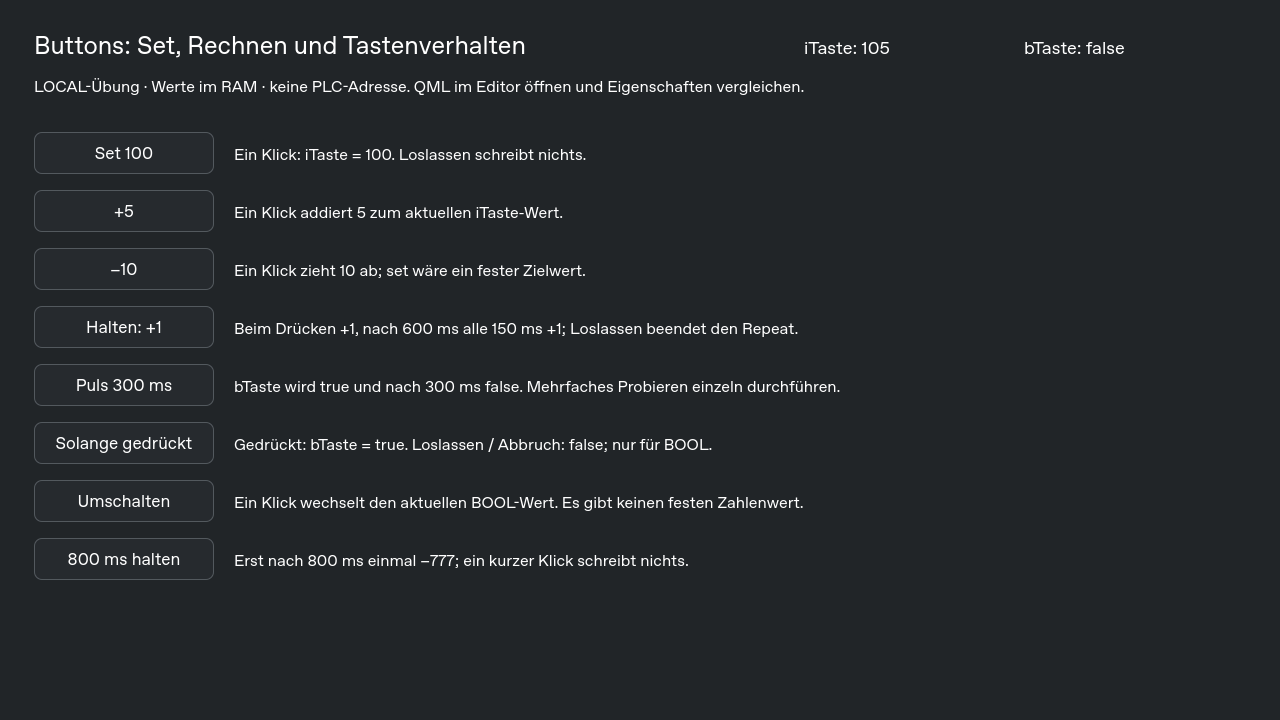 Buttons: Set, Rechnen und Tastenverhalten
iTaste: 105
bTaste: false
LOCAL-Übung · Werte im RAM · keine PLC-Adresse. QML im Editor öffnen und Eigenschaften vergleichen.
Set 100
Ein Klick: iTaste = 100. Loslassen schreibt nichts.
+5
Ein Klick addiert 5 zum aktuellen iTaste-Wert.
–10
Ein Klick zieht 10 ab; set wäre ein fester Zielwert.
Halten: +1
Beim Drücken +1, nach 600 ms alle 150 ms +1; Loslassen beendet den Repeat.
Puls 300 ms
bTaste wird true und nach 300 ms false. Mehrfaches Probieren einzeln durchführen.
Solange gedrückt
Gedrückt: bTaste = true. Loslassen / Abbruch: false; nur für BOOL.
Umschalten
Ein Klick wechselt den aktuellen BOOL-Wert. Es gibt keinen festen Zahlenwert.
800 ms halten
Erst nach 800 ms einmal –777; ein kurzer Klick schreibt nichts.